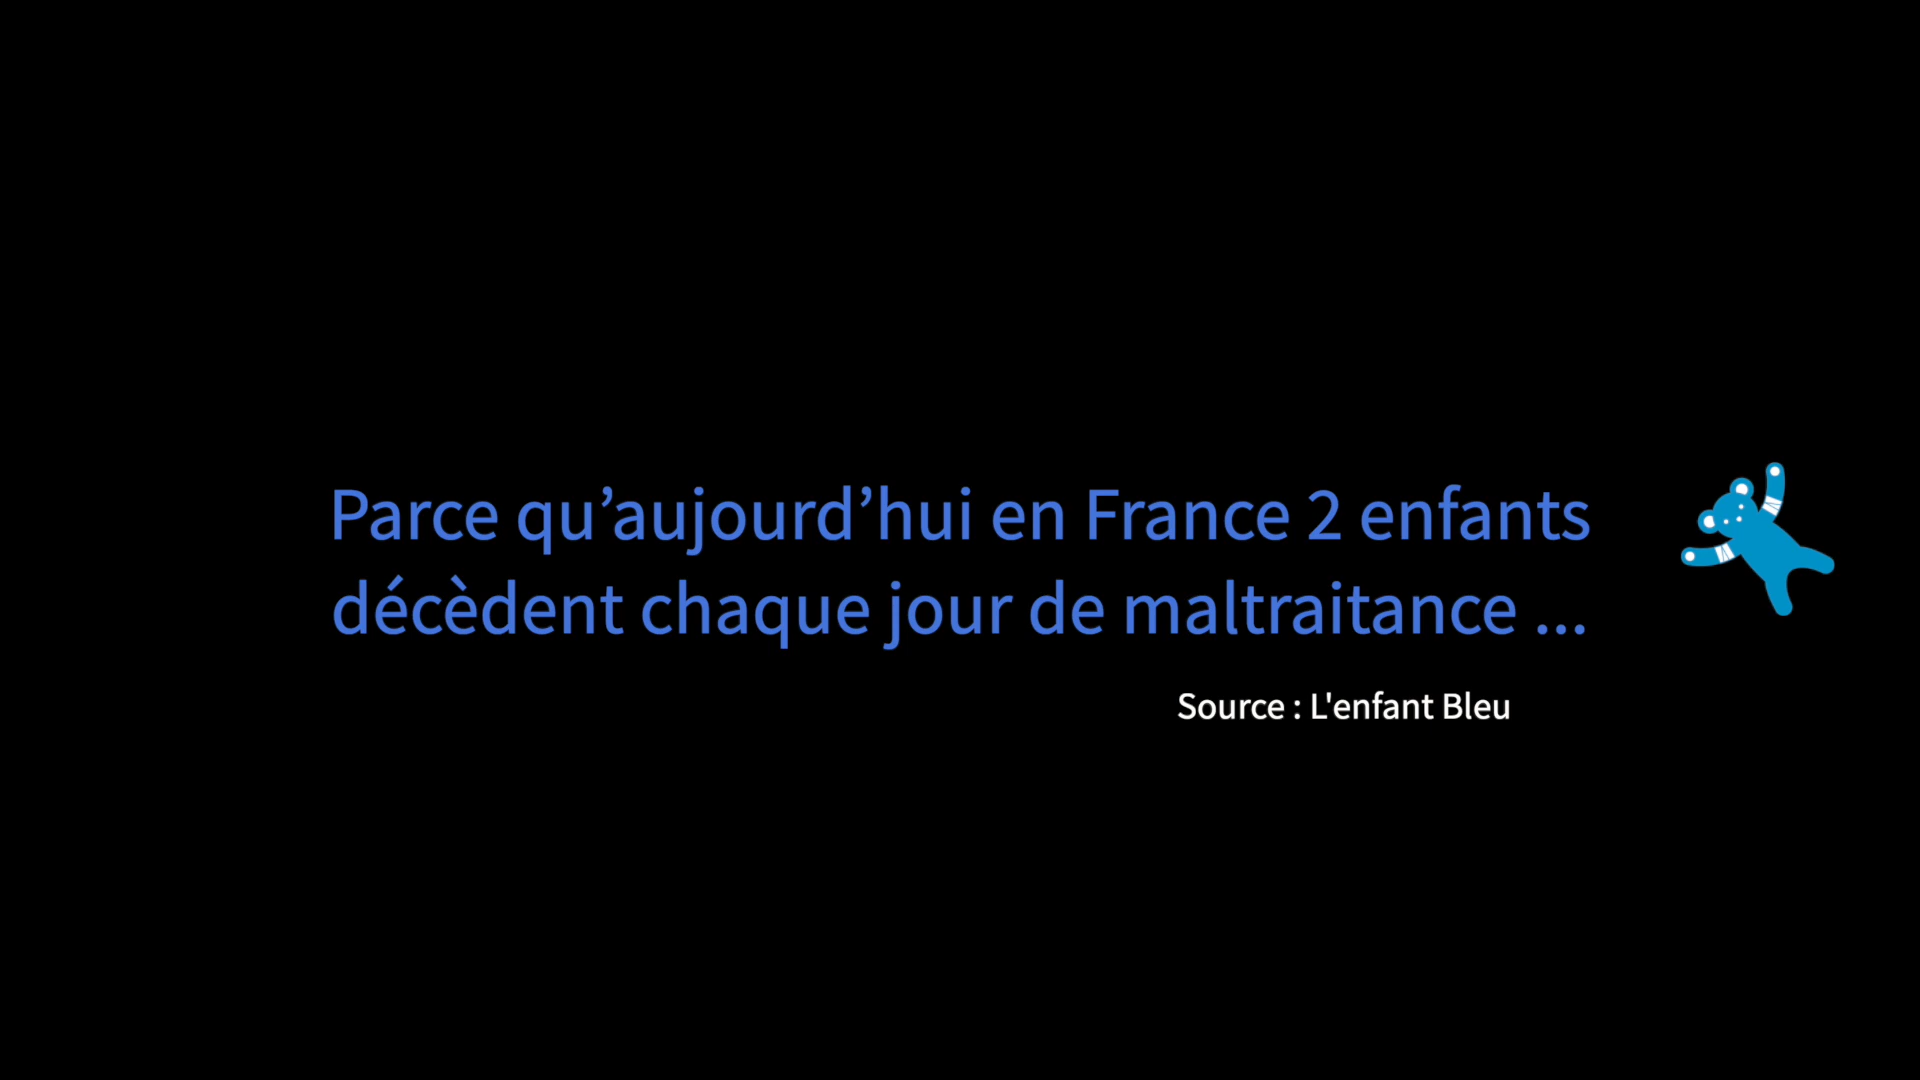 Parce qu’aujourd’hui en France 2 enfants
décèdent chaque jour de maltraitance ...
Source : L'enfant Bleu